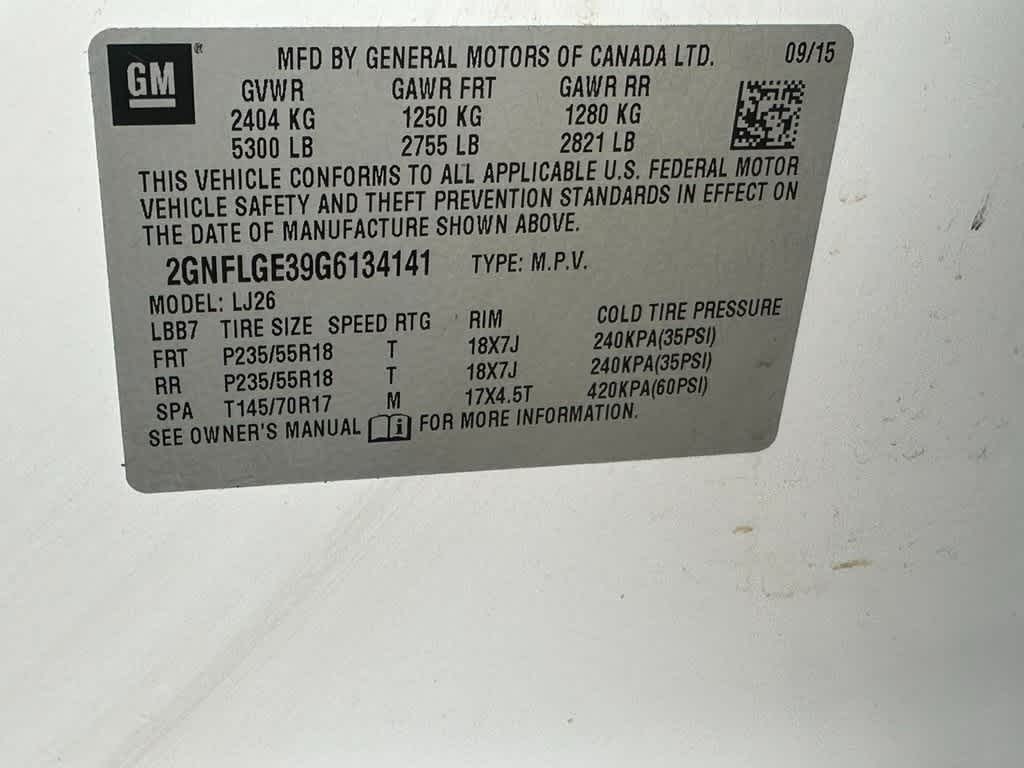 GM® MFD BY GENERAL MOTORS OF CANADA LTD. 09/15
GVWR GAWR FRT GAWR RR
2404 KG 1250 KG 1280 KG
5300 LB 2755 LB 2821 LB
THIS VEHICLE CONFORMS TO ALL APPLICABLE U.S. FEDERAL MOTOR
VEHICLE SAFETY AND THEFT PREVENTION STANDARDS IN EFFECT ON
THE DATE OF MANUFACTURE SHOWN ABOVE.
2GNFLGE39G6134141 TYPE: M.P.V.
MODEL: LJ26
LBB7 TIRE SIZE SPEED RTG RIM COLD TIRE PRESSURE
FRT P235/55R18 T 18X7J 240KPA(35PSI)
RR P235/55R18 T 18X7J 240KPA(35PSI)
SPA T145/70R17 M 17X4.5T 420KPA(60PSI)
SEE OWNER'S MANUAL i FOR MORE INFORMATION.